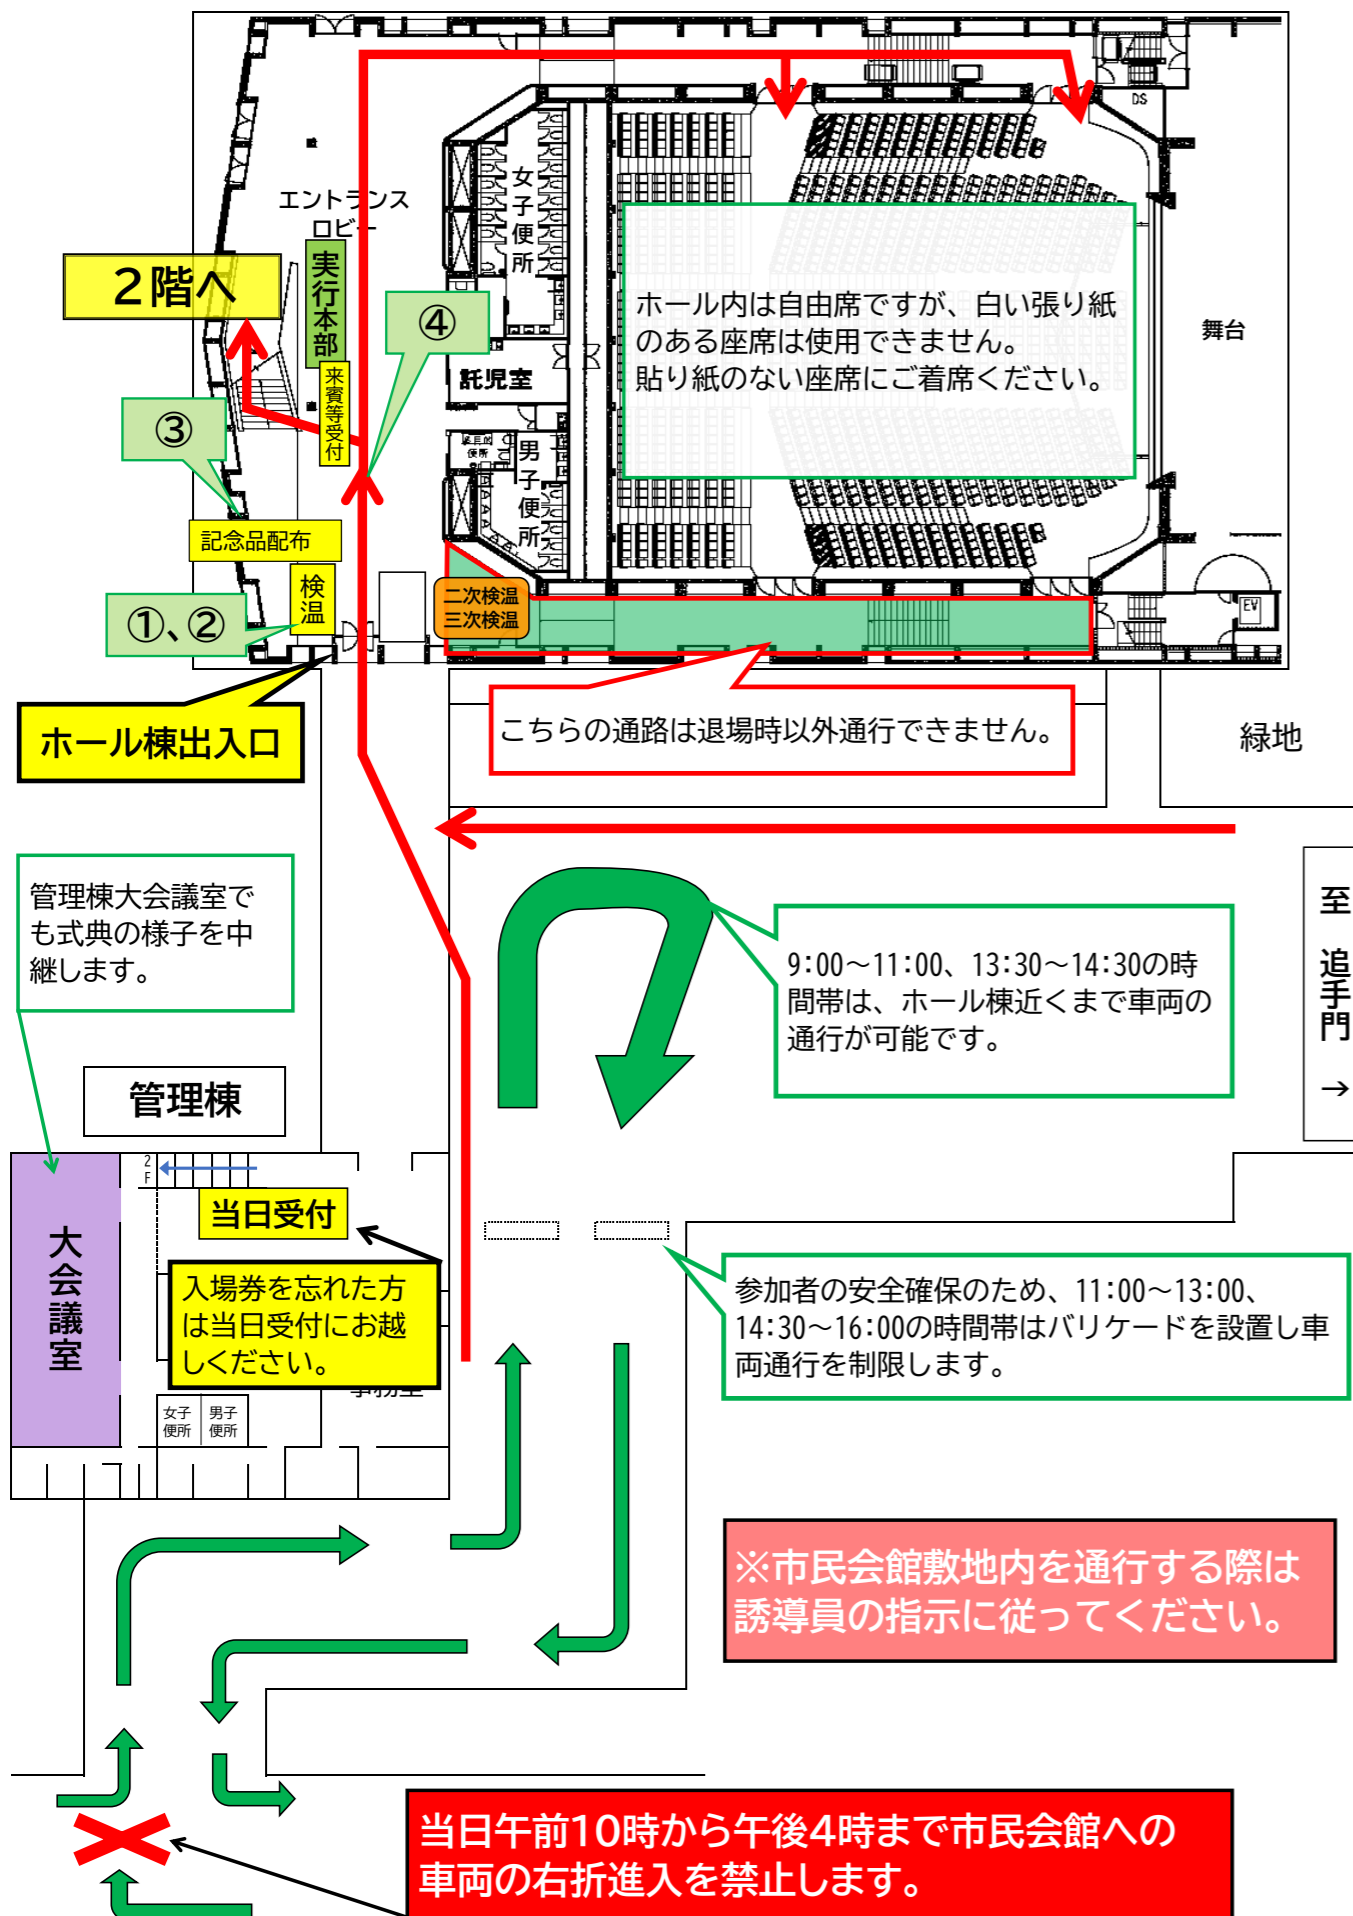 DS
エントランス
ロビー
女子便所
2階へ
実行本部
④
来賓等受付
託児室
ホール内は自由席ですが、白い張り紙
のある座席は使用できません。
貼り紙のない座席にご着席ください。
舞台
③
便所
男子便所
記念品配布
検温
①、②
二次検温
三次検温
EV
ホール棟出入口
こちらの通路は退場時以外通行できません。
緑地
管理棟大会議室で
も式典の様子を中
継します。
9:00～11:00、13:30～14:30の時
間帯は、ホール棟近くまで車両の
通行が可能です。
至 追手門 →
管理棟
2F
当日受付
大会議室
入場券を忘れた方
は当日受付にお越
しください。
参加者の安全確保のため、11:00～13:00、
14:30～16:00の時間帯はバリケードを設置し車
両通行を制限します。
女子
便所
男子
便所
※市民会館敷地内を通行する際は
誘導員の指示に従ってください。
当日午前10時から午後4時まで市民会館への
車両の右折進入を禁止します。